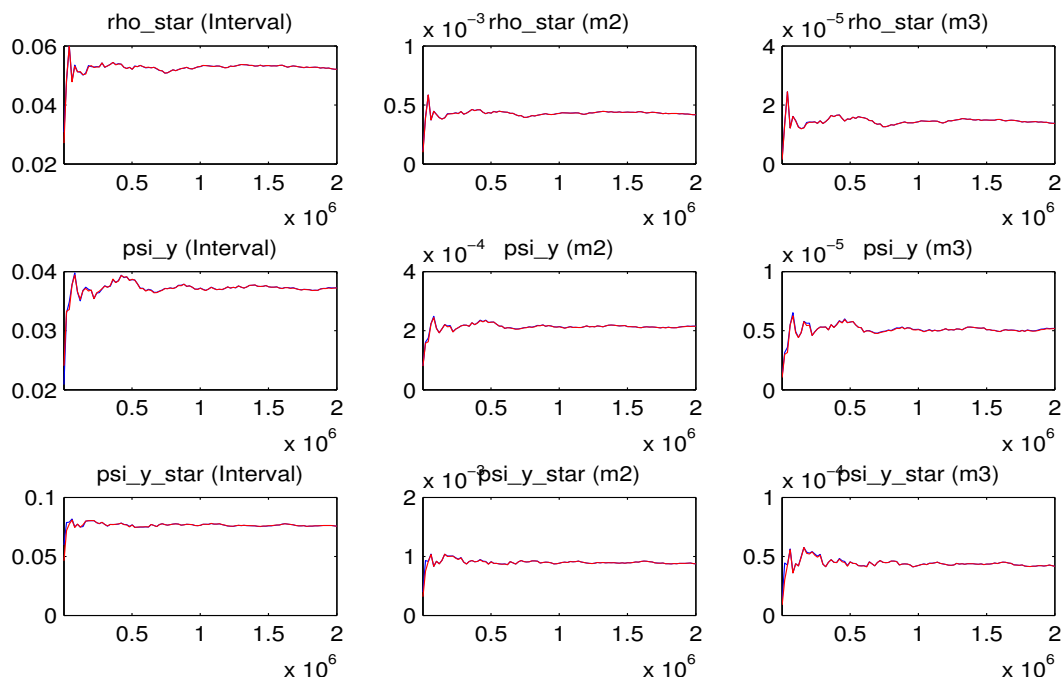 rho_star (Interval)
x 10−3 rho_star (m2)
x 10−5 rho_star (m3)
0.06
0.04
0.02
0.5 1 1.5 2
x 10^6
1
0.5
0
0.5 1 1.5 2
x 10^6
4
2
0
0.5 1 1.5 2
x 10^6
psi_y (Interval)
x 10−4 psi_y (m2)
x 10−5 psi_y (m3)
0.04
0.03
0.02
0.5 1 1.5 2
x 10^6
4
2
0
0.5 1 1.5 2
x 10^6
1
0.5
0
0.5 1 1.5 2
x 10^6
psi_y_star (Interval)
x 10−3 psi_y_star (m2)
x 10−4 psi_y_star (m3)
0.1
0.05
0
0.5 1 1.5 2
x 10^6
2
1
0
0.5 1 1.5 2
x 10^6
1
0.5
0
0.5 1 1.5 2
x 10^6